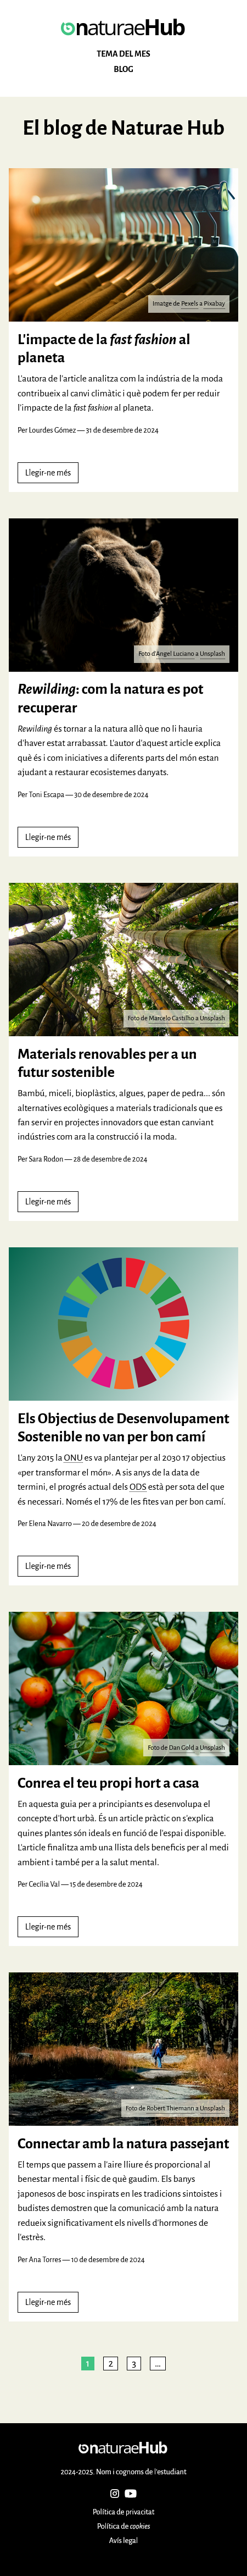 naturaeHub
TEMA DEL MES
BLOG
El blog de Naturae Hub
Imatge de Pexels a Pixabay
L'impacte de la fast fashion al
planeta
L'autora de l'article analitza com la indústria de la moda
contribueix al canvi climàtic i què podem fer per reduir
l'impacte de la fast fashion al planeta.
Per Lourdes Gómez — 31 de desembre de 2024
Llegir-ne més
Foto d'Angel Luciano a Unsplash
Rewilding: com la natura es pot
recuperar
Rewilding és tornar a la natura allò que no li hauria
d'haver estat arrabassat. L'autor d'aquest article explica
què és i com iniciatives a diferents parts del món estan
ajudant a restaurar ecosistemes danyats.
Per Toni Escapa — 30 de desembre de 2024
Llegir-ne més
Foto de Marcelo Castilho a Unsplash
Materials renovables per a un
futur sostenible
Bambú, miceli, bioplàstics, algues, paper de pedra... són
alternatives ecològiques a materials tradicionals que es
fan servir en projectes innovadors que estan canviant
indústries com ara la construcció i la moda.
Per Sara Rodon — 28 de desembre de 2024
Llegir-ne més
Els Objectius de Desenvolupament
Sostenible no van per bon camí
L'any 2015 la ONU es va plantejar per al 2030 17 objectius
«per transformar el món». A sis anys de la data de
termini, el progrés actual dels ODS està per sota del que
és necessari. Només el 17% de les fites van per bon camí.
Per Elena Navarro — 20 de desembre de 2024
Llegir-ne més
Foto de Dan Gold a Unsplash
Conrea el teu propi hort a casa
En aquesta guia per a principiants es desenvolupa el
concepte d'hort urbà. És un article pràctic on s'explica
quines plantes són ideals en funció de l'espai disponible.
L'article finalitza amb una llista dels beneficis per al medi
ambient i també per a la salut mental.
Per Cecília Val — 15 de desembre de 2024
Llegir-ne més
Foto de Robert Thiemann a Unsplash
Connectar amb la natura passejant
El temps que passem a l'aire lliure és proporcional al
benestar mental i físic de què gaudim. Els banys
japonesos de bosc inspirats en les tradicions sintoistes i
budistes demostren que la comunicació amb la natura
redueix significativament els nivells d'hormones de
l'estrès.
Per Ana Torres — 10 de desembre de 2024
Llegir-ne més
1 2 3 ...
naturaeHub
2024-2025. Nom i cognoms de l'estudiant
Política de privacitat
Política de cookies
Avís legal